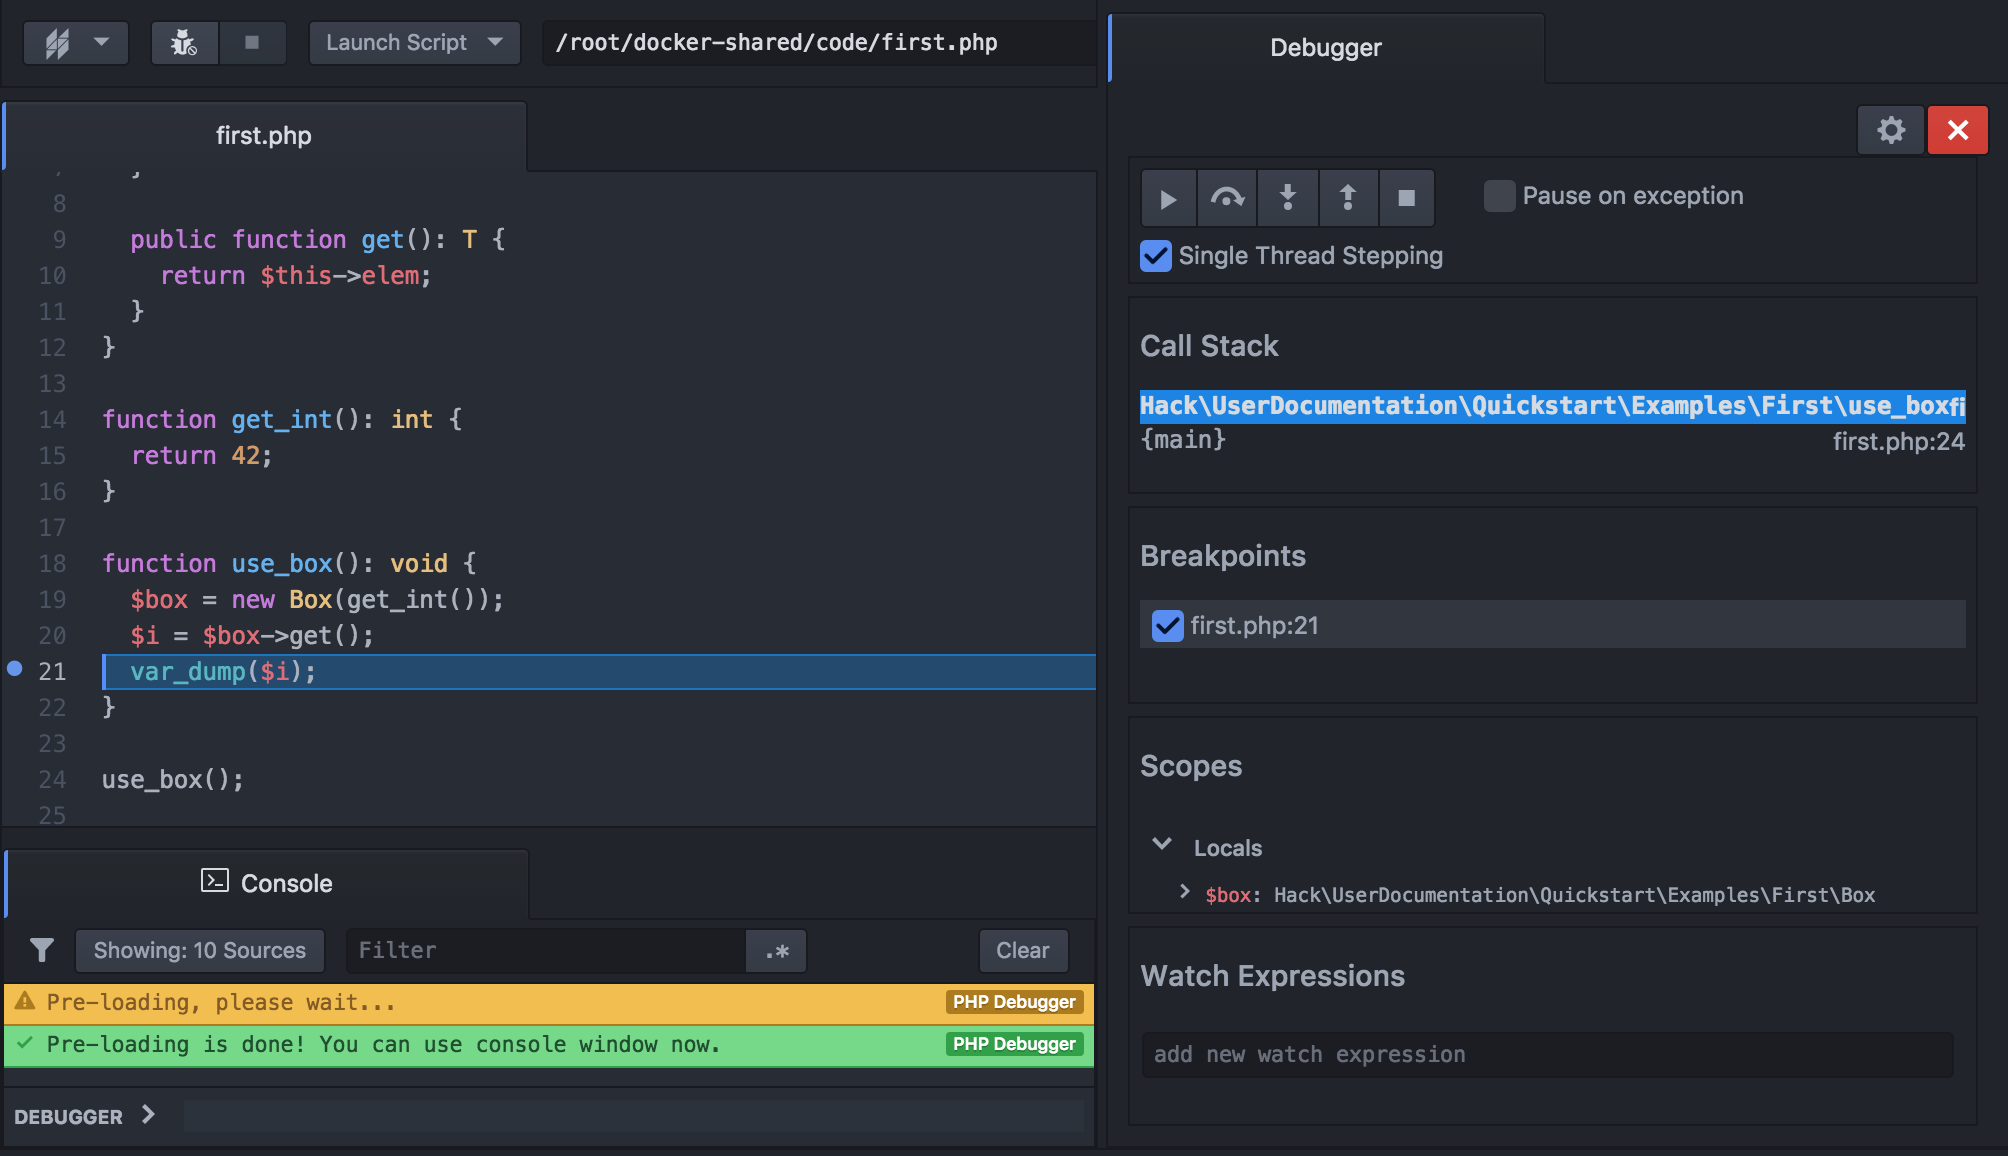 Launch Script
/root/docker-shared/code/first.php
first.php
8
9 public function get(): T {
10 return $this->elem;
11 }
12 }
13
14 function get_int(): int {
15 return 42;
16 }
17
18 function use_box(): void {
19 $box = new Box(get_int());
20 $i = $box->get();
21 var_dump($i);
22 }
23
24 use_box();
25
Console
Showing: 10 Sources Filter .* Clear
Pre-loading, please wait... PHP Debugger
Pre-loading is done! You can use console window now. PHP Debugger
DEBUGGER
Debugger
Pause on exception
Single Thread Stepping
Call Stack
Hack\UserDocumentation\Quickstart\Examples\First\use_boxfi
{main} first.php:24
Breakpoints
first.php:21
Scopes
Locals
$box: Hack\UserDocumentation\Quickstart\Examples\First\Box
Watch Expressions
add new watch expression